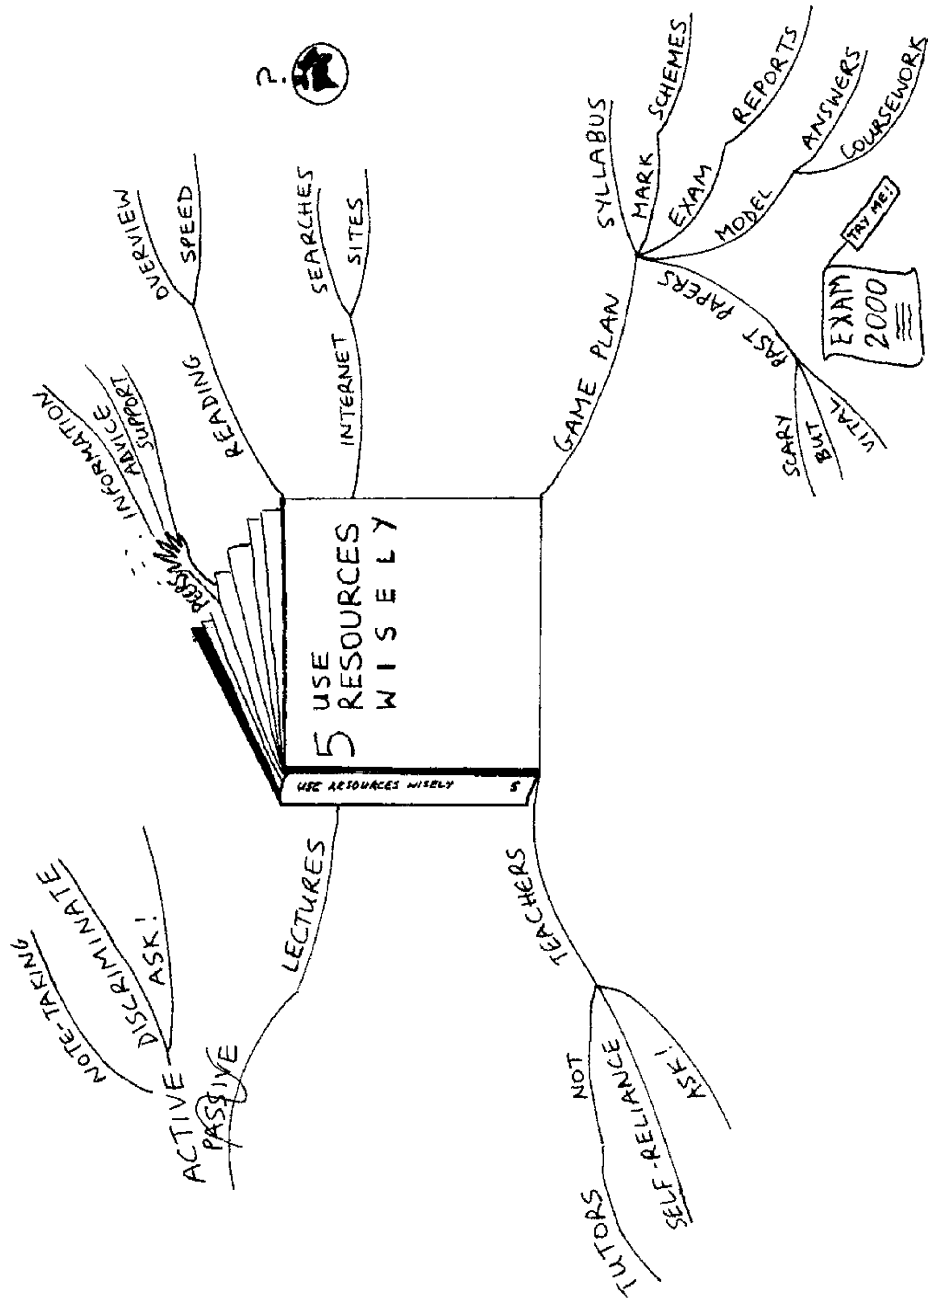 5 USE
RESOURCES
WISELY
USE RESOURCES WISELY 5
PEERS
INFORMATION
ADVICE
SUPPORT
READING
OVERVIEW
SPEED
INTERNET
SEARCHES
SITES
?
GAME PLAN
SYLLABUS
MARK
SCHEMES
EXAM
REPORTS
MODEL
ANSWERS
COURSEWORK
PAST PAPERS
SCARY
BUT
VITAL
EXAM
2000
TRY ME!
TEACHERS
NOT
TUTORS
SELF-RELIANCE
ASK!
LECTURES
PASSIVE
ACTIVE
NOTE-TAKING
DISCRIMINATE
ASK!